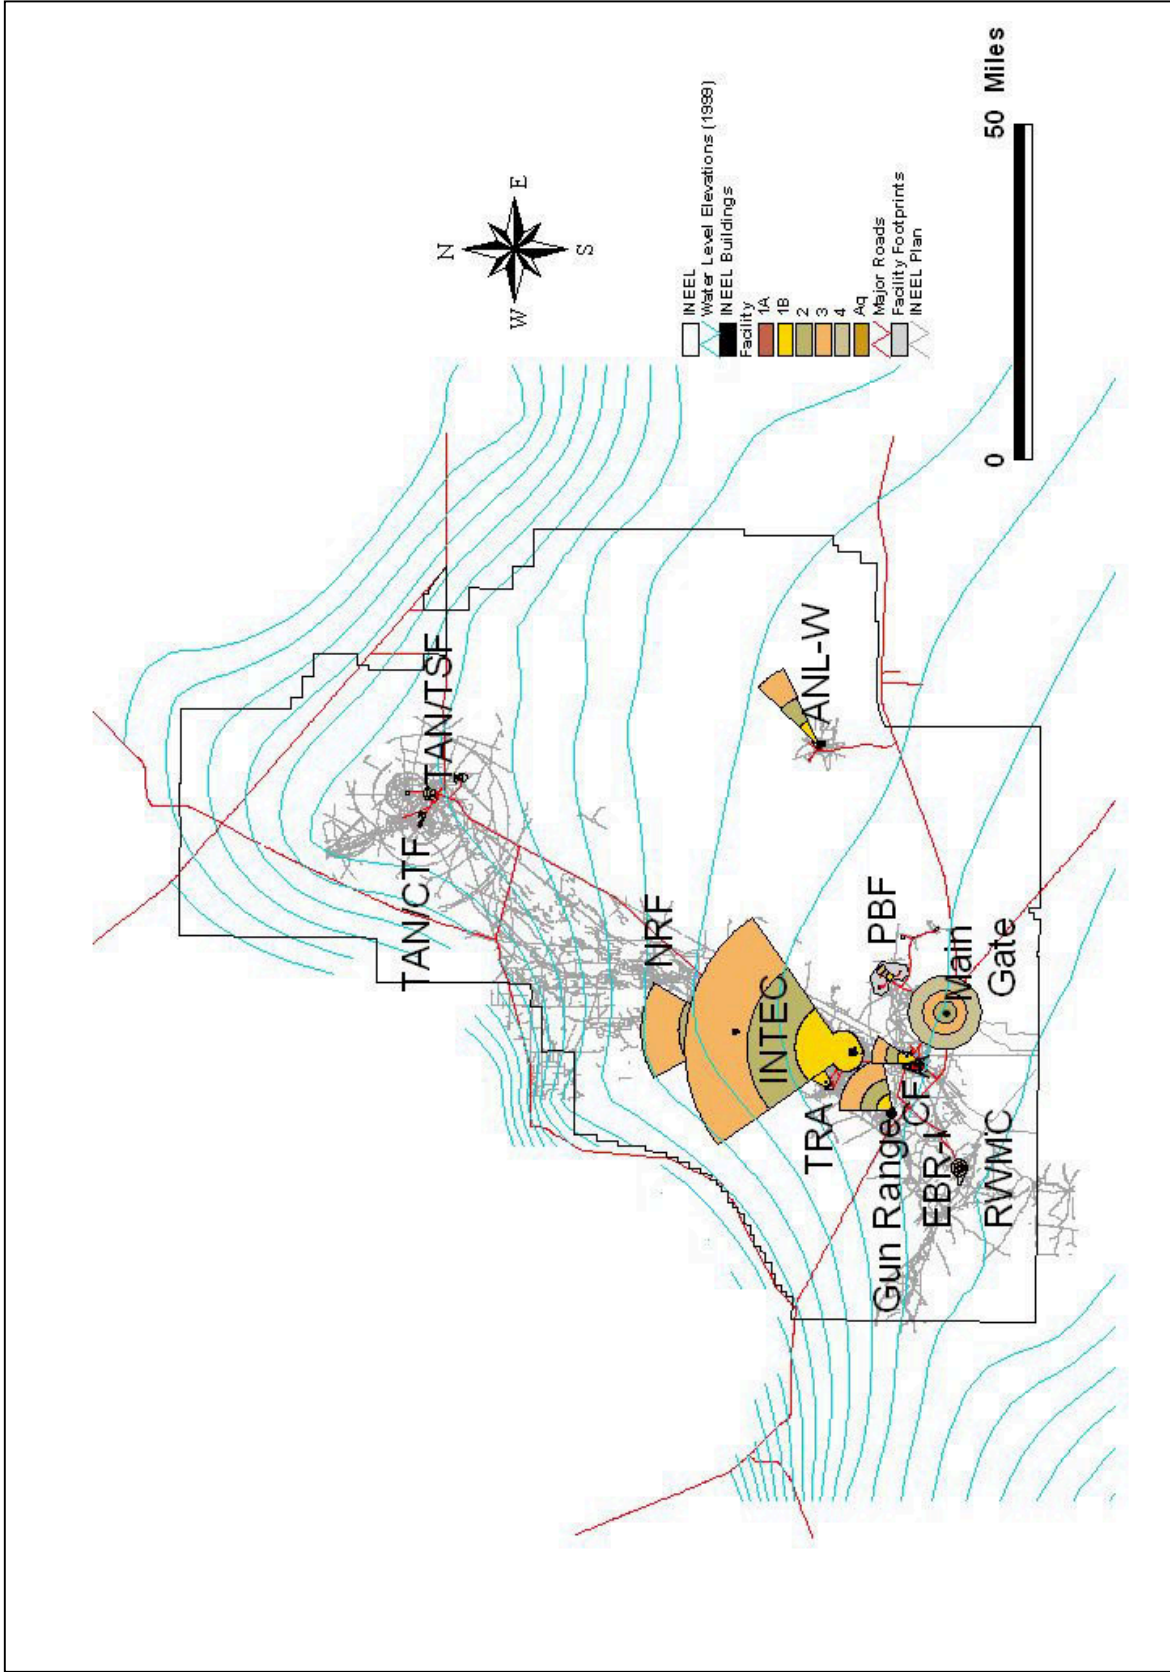 N
W
E
S
INEEL
Water Level Elevations (1999)
INEEL Buildings
Facility
1A
1B
2
3
4
Aq
Major Roads
Facility Footprints
INEEL Plan
0
50 Miles
TAN/CTF
TAN/TSF
NRF
INTEC
TRA
ANL-W
PBF
Main
Gate
Gun Range
CFA
EBR-I
RWMC